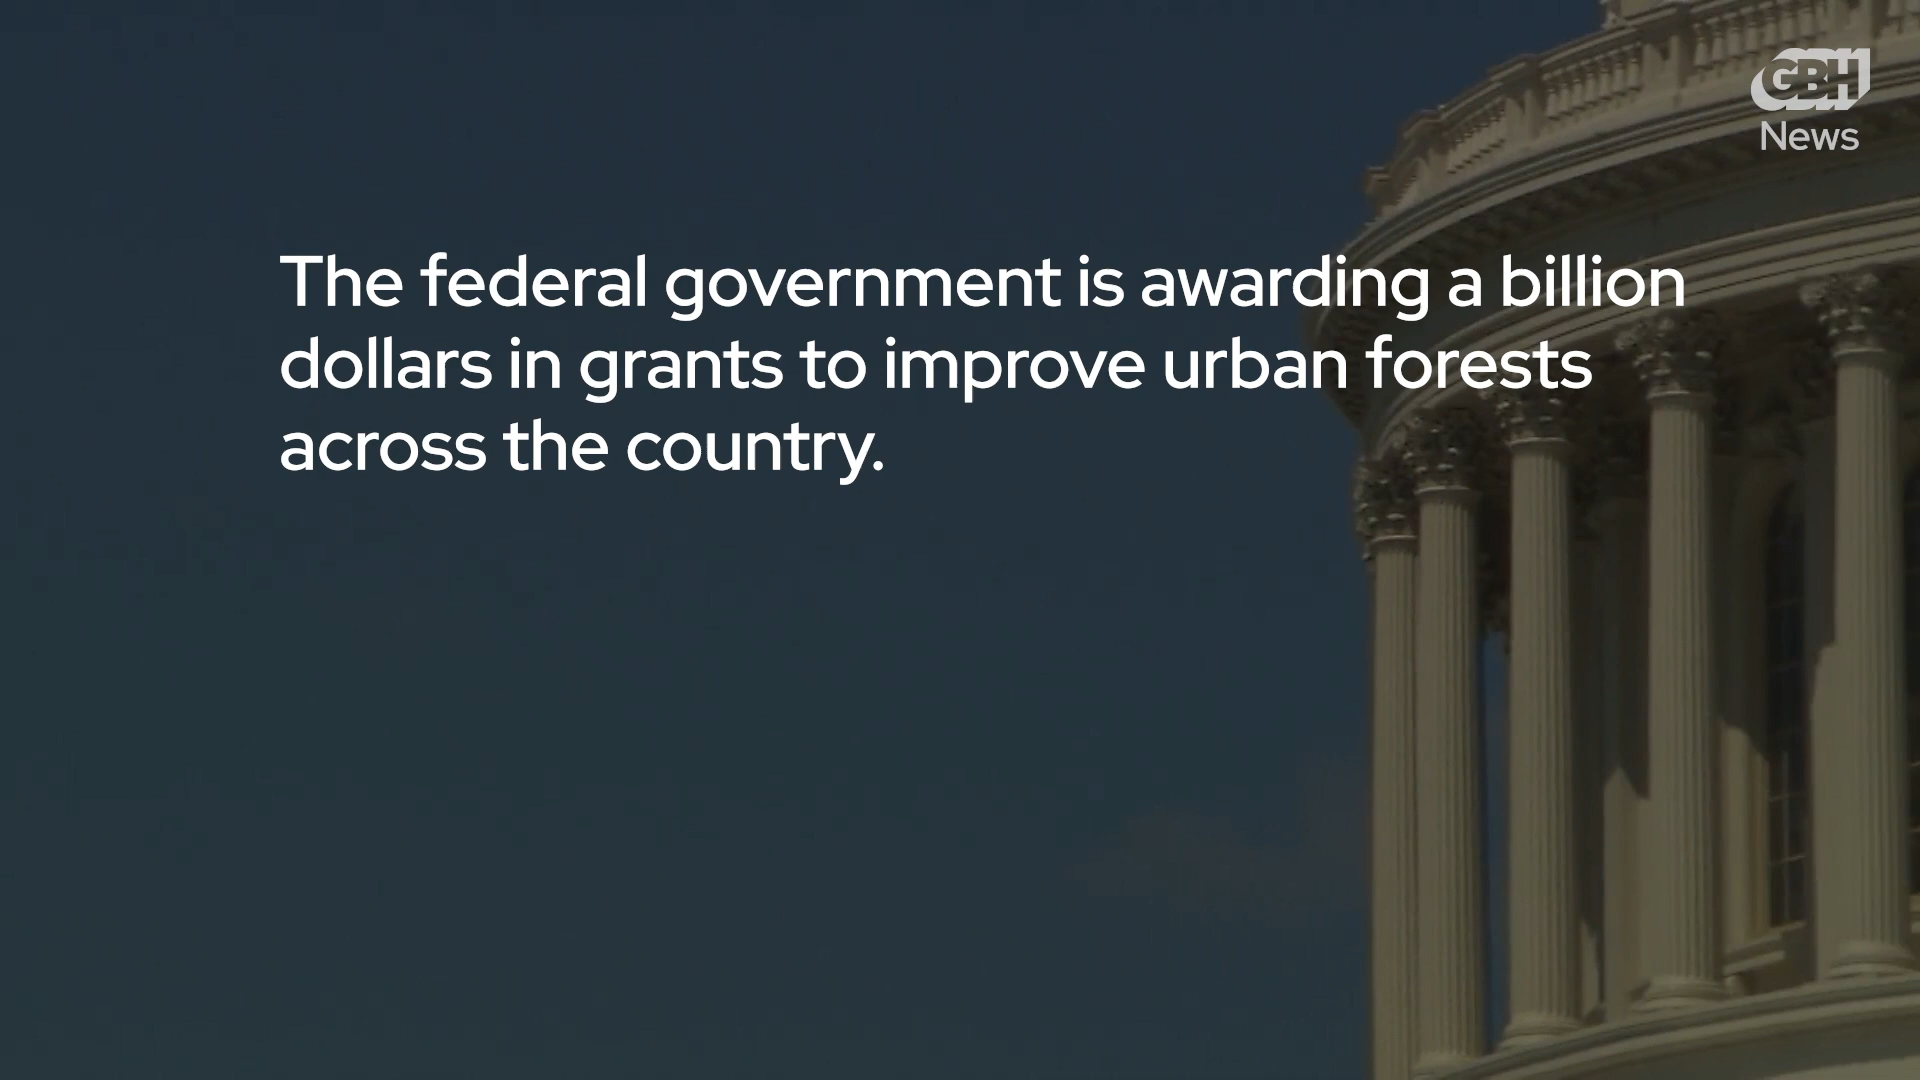 GBH
News
The federal government is awarding a billion
dollars in grants to improve urban forests
across the country.